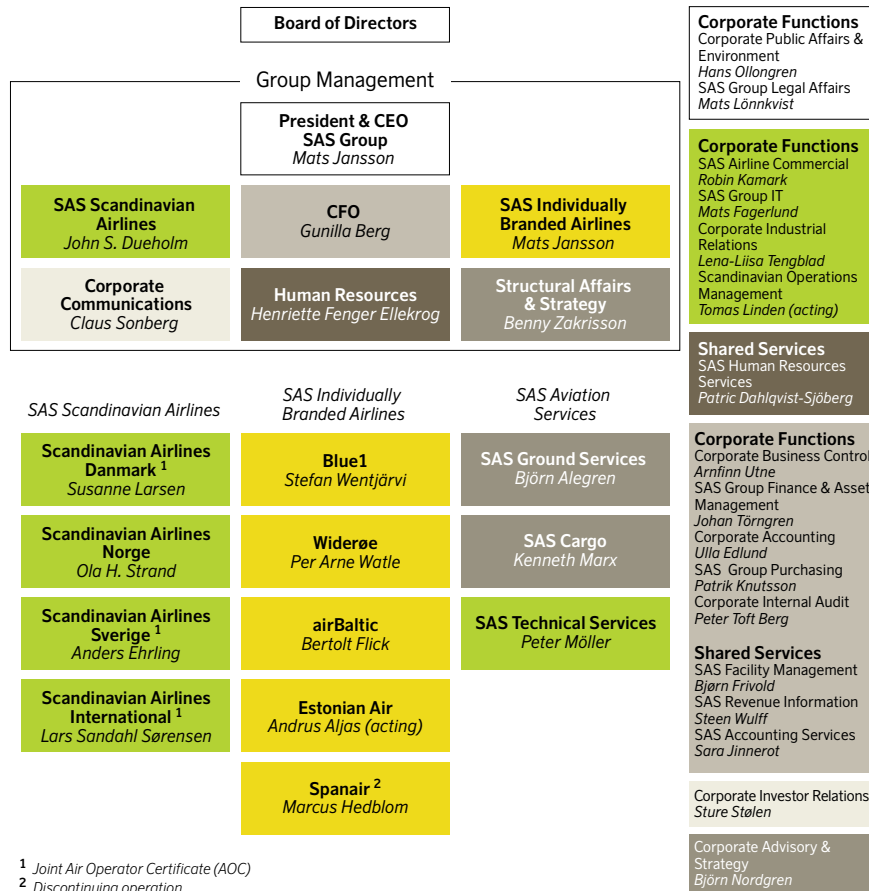 Board of Directors
Group Management
President & CEO
SAS Group
Mats Jansson
SAS Scandinavian
Airlines
John S. Dueholm
CFO
Gunilla Berg
SAS Individually
Branded Airlines
Mats Jansson
Corporate
Communications
Claus Sonberg
Human Resources
Henriette Fenger Ellekrog
Structural Affairs
& Strategy
Benny Zakrisson
SAS Scandinavian Airlines
Scandinavian Airlines
Danmark 1
Susanne Larsen
Scandinavian Airlines
Norge
Ola H. Strand
Scandinavian Airlines
Sverige 1
Anders Ehrling
Scandinavian Airlines
International 1
Lars Sandahl Sørensen
SAS Individually
Branded Airlines
Blue1
Stefan Wentjärvi
Widerøe
Per Arne Watle
airBaltic
Bertolt Flick
Estonian Air
Andrus Aljas (acting)
Spanair 2
Marcus Hedblom
SAS Aviation
Services
SAS Ground Services
Björn Alegren
SAS Cargo
Kenneth Marx
SAS Technical Services
Peter Möller
1 Joint Air Operator Certificate (AOC)
2 Discontinuing operation
Corporate Functions
Corporate Public Affairs &
Environment
Hans Ollongren
SAS Group Legal Affairs
Mats Lönnkvist
Corporate Functions
SAS Airline Commercial
Robin Kamark
SAS Group IT
Mats Fagerlund
Corporate Industrial
Relations
Lena-Liisa Tengblad
Scandinavian Operations
Management
Tomas Linden (acting)
Shared Services
SAS Human Resources
Services
Patric Dahlqvist-Sjöberg
Corporate Functions
Corporate Business Control
Arnfinn Utne
SAS Group Finance & Asset
Management
Johan Törngren
Corporate Accounting
Ulla Edlund
SAS Group Purchasing
Patrik Knutsson
Corporate Internal Audit
Peter Toft Berg
Shared Services
SAS Facility Management
Bjørn Frivold
SAS Revenue Information
Steen Wulff
SAS Accounting Services
Sara Jinnerot
Corporate Investor Relations
Sture Stølen
Corporate Advisory &
Strategy
Björn Nordgren